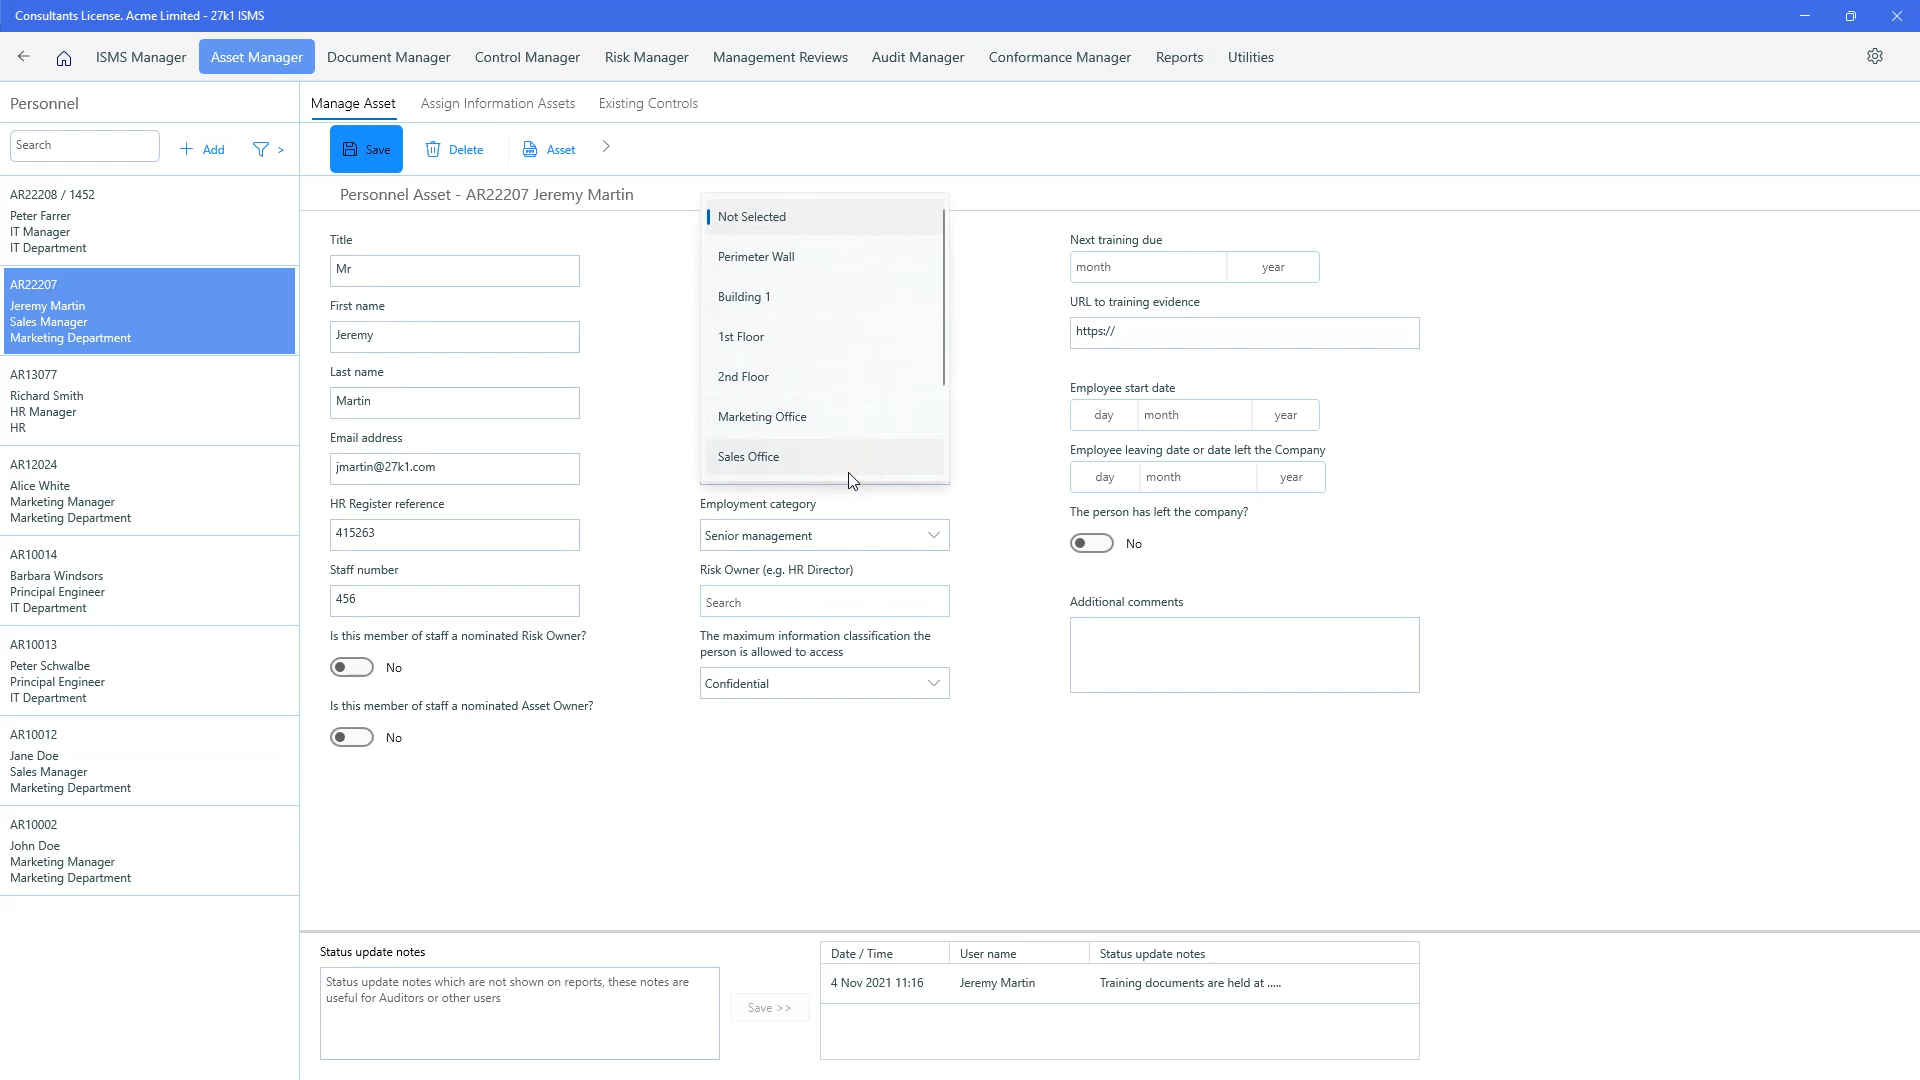 Consultants License. Acme Limited - 27k1 ISMS
ISMS Manager
Asset Manager
Document Manager
Control Manager
Risk Manager
Management Reviews
Audit Manager
Conformance Manager
Reports
Utilities
Personnel
Search
Add
>
AR22208 / 1452
Peter Farrer
IT Manager
IT Department
AR22207
Jeremy Martin
Sales Manager
Marketing Department
AR13077
Richard Smith
HR Manager
HR
AR12024
Alice White
Marketing Manager
Marketing Department
AR10014
Barbara Windsors
Principal Engineer
IT Department
AR10013
Peter Schwalbe
Principal Engineer
IT Department
AR10012
Jane Doe
Sales Manager
Marketing Department
AR10002
John Doe
Marketing Manager
Marketing Department
Manage Asset
Assign Information Assets
Existing Controls
Save
Delete
Asset
Personnel Asset - AR22207 Jeremy Martin
Title
Mr
First name
Jeremy
Last name
Martin
Email address
jmartin@27k1.com
HR Register reference
415263
Staff number
456
Is this member of staff a nominated Risk Owner?
No
Is this member of staff a nominated Asset Owner?
No
Not Selected
Perimeter Wall
Building 1
1st Floor
2nd Floor
Marketing Office
Sales Office
Employment category
Senior management
Risk Owner (e.g. HR Director)
Search
The maximum information classification the
person is allowed to access
Confidential
Next training due
month year
URL to training evidence
https://
Employee start date
day month year
Employee leaving date or date left the Company
day month year
The person has left the company?
No
Additional comments
Status update notes
Status update notes which are not shown on reports, these notes are
useful for Auditors or other users
Save >>
Date / Time User name Status update notes
4 Nov 2021 11:16 Jeremy Martin Training documents are held at .....